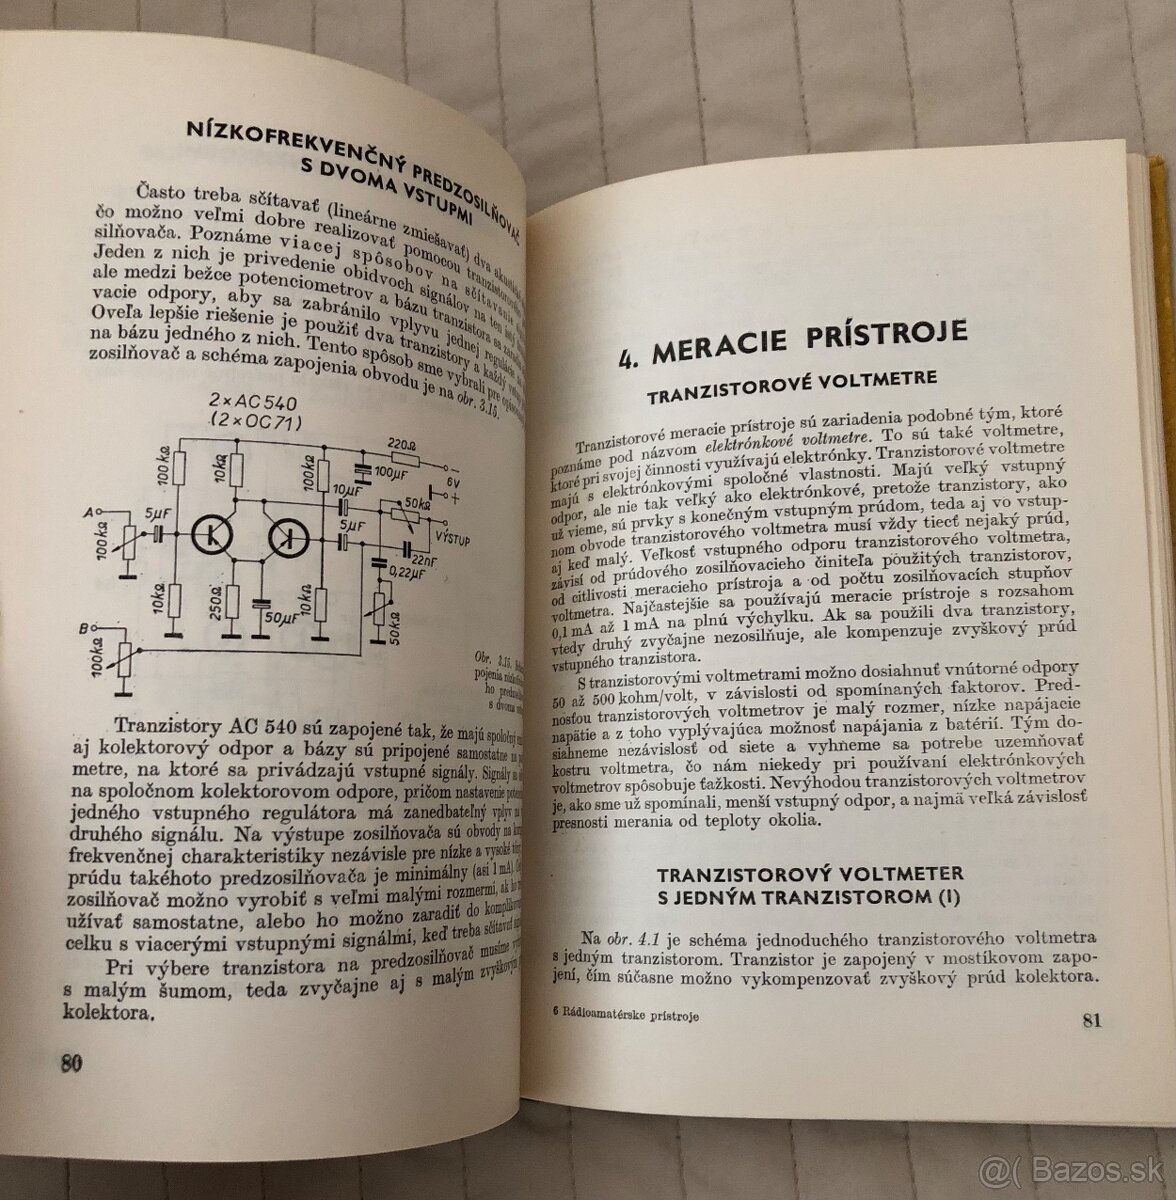 NÍZKOFREKVENČNÝ PREDZOSILŇOVAČ
S DVOMA VSTUPMI
Často treba sčítavať (lineárne zmiešavať) dva
čo možno veľmi dobre realizovať pomocou
silňovača. Poznáme viacej spôsobov na sčítavanie
Jeden z nich je privedenie obidvoch signálov na ten istý
ale medzi bežce potenciometrov a bázu tranzistora sa
vacie odpory, aby sa zabránilo vplyvu jednej
Oveľa lepšie riešenie je použiť dva tranzistory a každý
na bázu jedného z nich. Tento spôsob sme vybrali pre
zosilňovač a schéma zapojenia obvodu je na obr. 3.15.
2×AC 540
(2×OC71)
100kΩ
10kΩ
100kΩ
220Ω
100µF
–
6V
+
10µF
50kΩ
A
5µF
5µF
VÝSTUP
100kΩ
22nF
0,22µF
10kΩ
250Ω
50µF
10kΩ
50kΩ
B
100kΩ
Obr. 3.15.
pojenia
ho
s dvoma
Tranzistory AC 540 sú zapojené tak, že majú spoločný
aj kolektorový odpor a bázy sú pripojené samostatne na
metre, na ktoré sa privádzajú vstupné signály. Signály sa
na spoločnom kolektorovom odpore, pričom nastavenie
jedného vstupného regulátora má zanedbateľný vplyv na
druhého signálu. Na výstupe zosilňovača sú obvody na
frekvenčnej charakteristiky nezávisle pre nízke a vysoké
prúdu takéhoto predzosilňovača je minimálny (asi 1 mA).
zosilňovač možno vyrobiť s veľmi malými rozmermi, ak ho
užívať samostatne, alebo ho možno zaradiť do
celku s viacerými vstupnými signálmi, keď treba sčítavať
Pri výbere tranzistora na predzosilňovač musíme
s malým šumom, teda zvyčajne aj s malým zvyškovým
kolektora.
80
4. MERACIE PRÍSTROJE
TRANZISTOROVÉ VOLTMETRE
Tranzistorové meracie prístroje sú zariadenia podobné tým, ktoré
poznáme pod názvom elektrónkové voltmetre. To sú také voltmetre,
ktoré pri svojej činnosti využívajú elektrónky. Tranzistorové voltmetre
majú s elektrónkovými spoločné vlastnosti. Majú veľký vstupný
odpor, ale nie tak veľký ako elektrónkové, pretože tranzistory, ako
už vieme, sú prvky s konečným vstupným prúdom, teda aj vo vstup-
nom obvode tranzistorového voltmetra musí vždy tiecť nejaký prúd,
aj keď malý. Veľkosť vstupného odporu tranzistorového voltmetra,
závisí od prúdového zosilňovacieho činiteľa použitých tranzistorov,
od citlivosti meracieho prístroja a od počtu zosilňovacích stupňov
voltmetra. Najčastejšie sa používajú meracie prístroje s rozsahom
0,1 mA až 1 mA na plnú výchylku. Ak sa použili dva tranzistory,
vtedy druhý zvyčajne nezosilňuje, ale kompenzuje zvyškový prúd
vstupného tranzistora.
S tranzistorovými voltmetrami možno dosiahnuť vnútorné odpory
50 až 500 kohm/volt, v závislosti od spomínaných faktorov. Pred-
nosťou tranzistorových voltmetrov je malý rozmer, nízke napájacie
napätie a z toho vyplývajúca možnosť napájania z batérií. Tým do-
siahneme nezávislosť od siete a vyhneme sa potrebe uzemňovať
kostru voltmetra, čo nám niekedy pri používaní elektrónkových
voltmetrov spôsobuje ťažkosti. Nevýhodou tranzistorových voltmetrov
je, ako sme už spomínali, menší vstupný odpor, a najmä veľká závislosť
presnosti merania od teploty okolia.
TRANZISTOROVÝ VOLTMETER
S JEDNÝM TRANZISTOROM (I)
Na obr. 4.1 je schéma jednoduchého tranzistorového voltmetra
s jedným tranzistorom. Tranzistor je zapojený v mostíkovom zapo-
jení, čím súčasne možno vykompenzovať zvyškový prúd kolektora.
6 Rádioamatérske prístroje
81
@( Bazos.sk